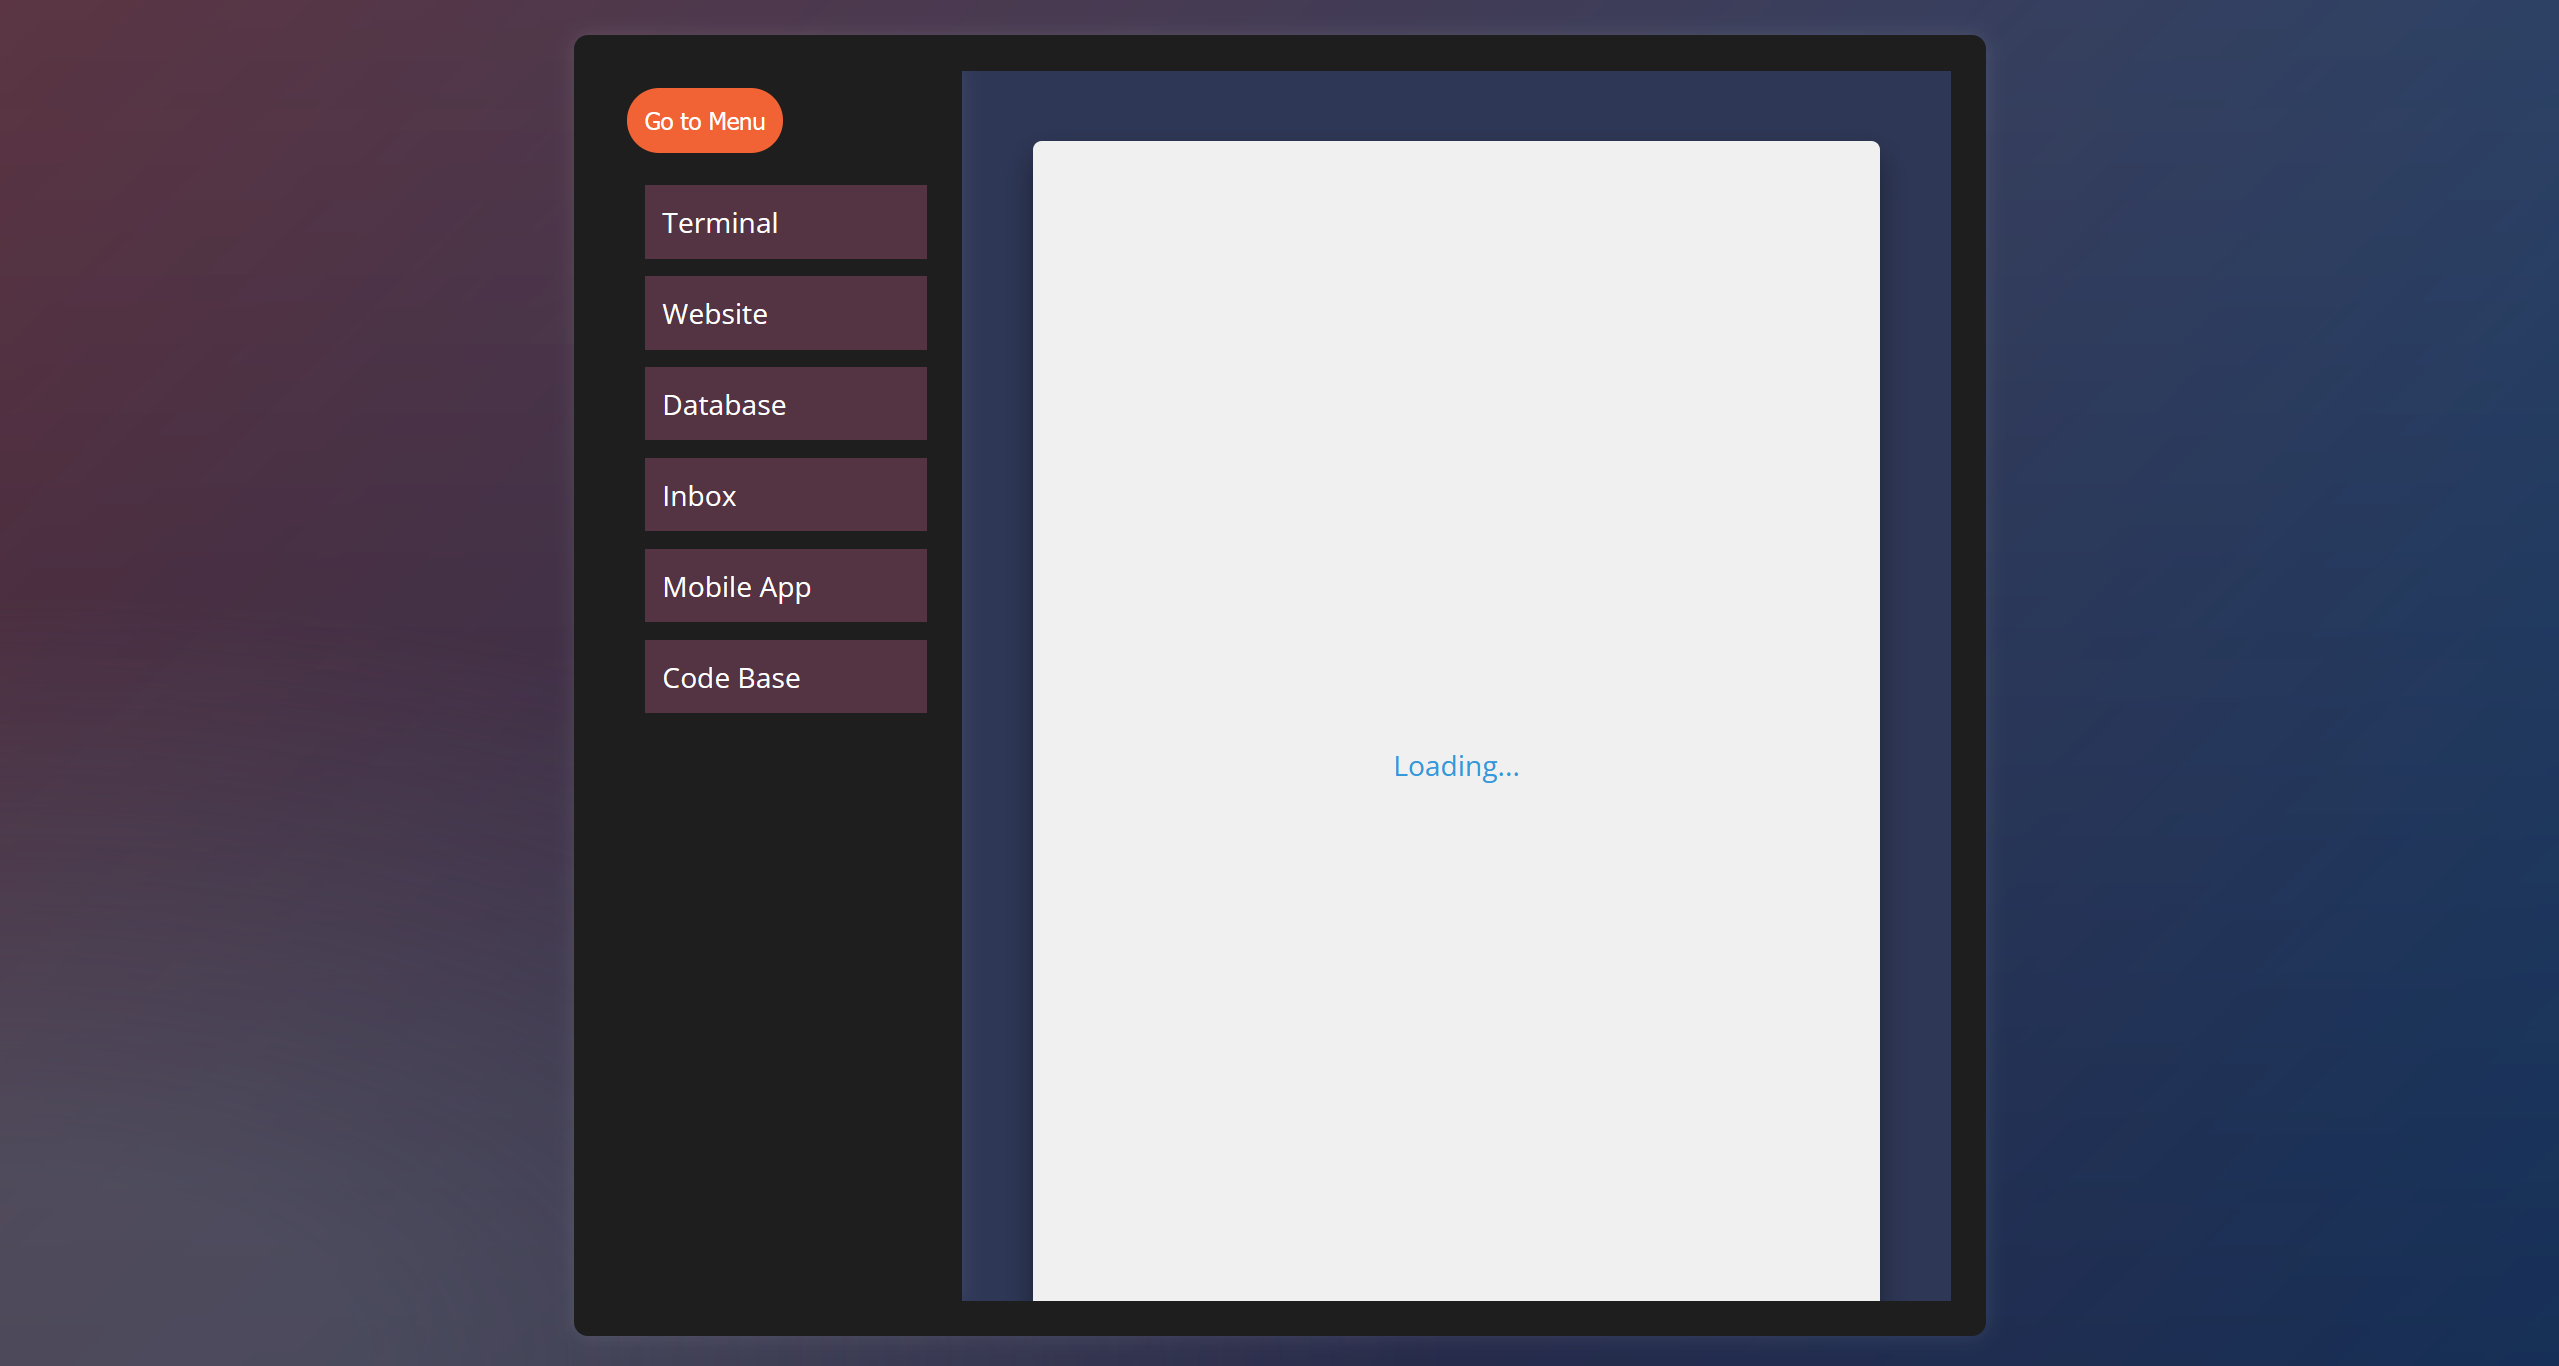 Go to Menu
Terminal
Website
Database
Inbox
Mobile App
Code Base
Loading...